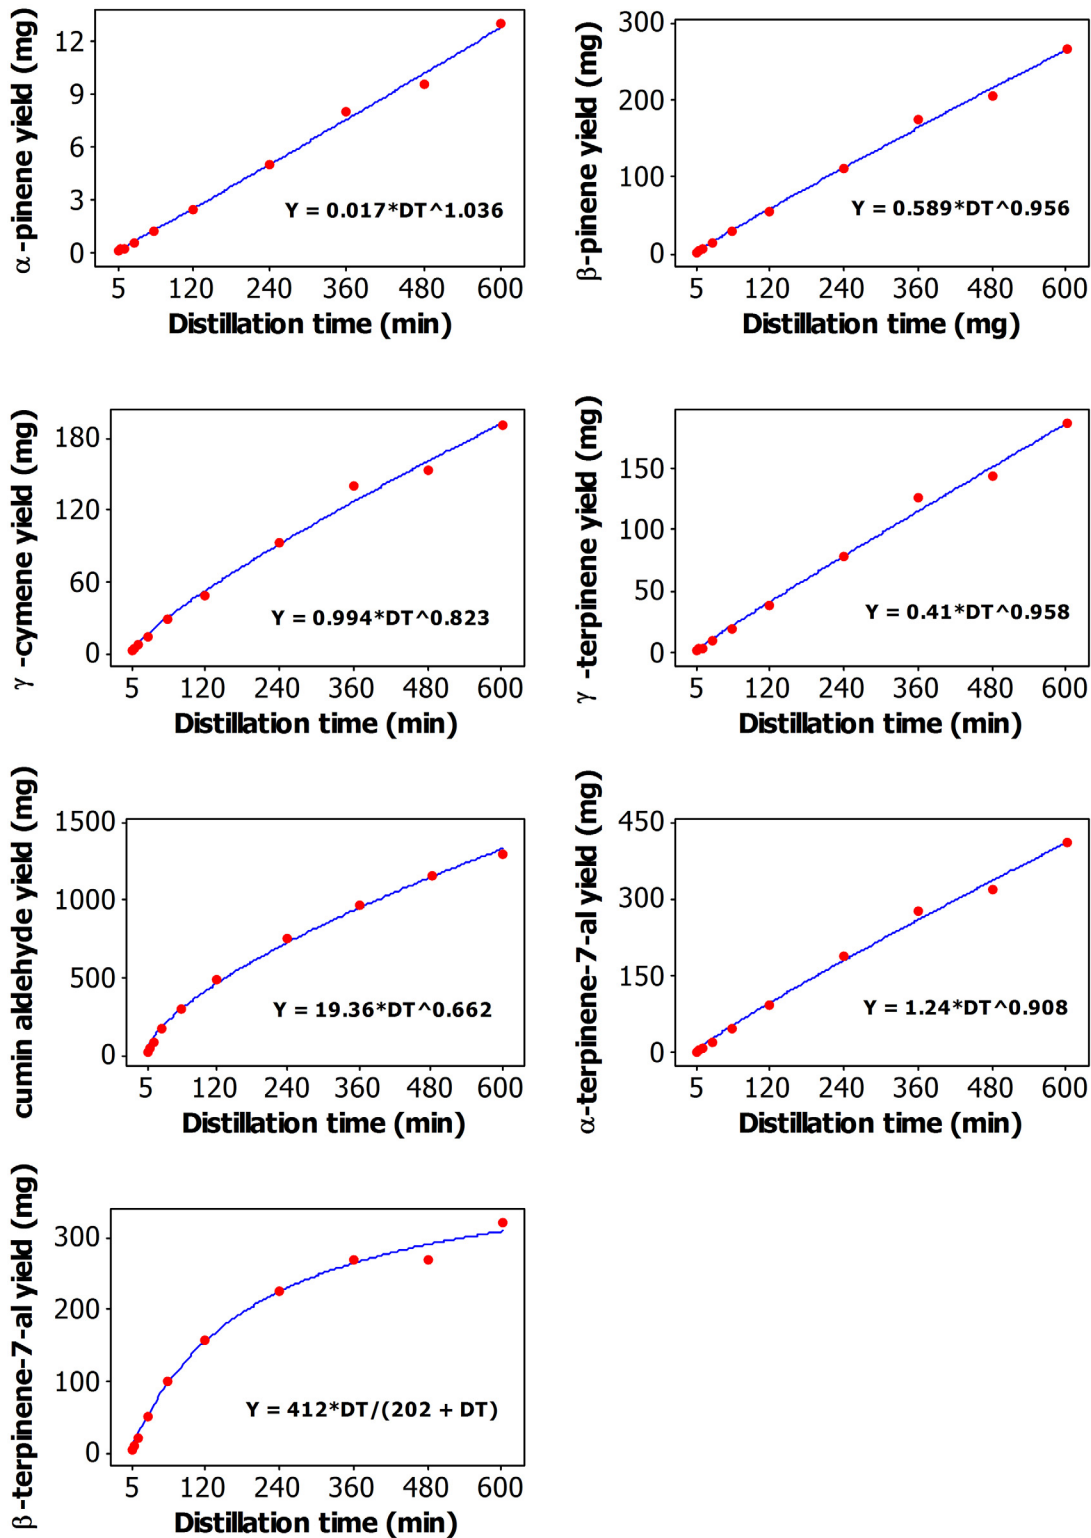 α-pinene yield (mg)
12
9
6
3
0
Y = 0.017*DT^1.036
5 120 240 360 480 600
Distillation time (min)
β-pinene yield (mg)
300
200
100
0
Y = 0.589*DT^0.956
5 120 240 360 480 600
Distillation time (mg)
γ -cymene yield (mg)
180
120
60
0
Y = 0.994*DT^0.823
5 120 240 360 480 600
Distillation time (min)
γ -terpinene yield (mg)
150
100
50
0
Y = 0.41*DT^0.958
5 120 240 360 480 600
Distillation time (min)
cumin aldehyde yield (mg)
1500
1000
500
0
Y = 19.36*DT^0.662
5 120 240 360 480 600
Distillation time (min)
α-terpinene-7-al yield (mg)
450
300
150
0
Y = 1.24*DT^0.908
5 120 240 360 480 600
Distillation time (min)
β-terpinene-7-al yield (mg)
300
200
100
0
Y = 412*DT/(202 + DT)
5 120 240 360 480 600
Distillation time (min)